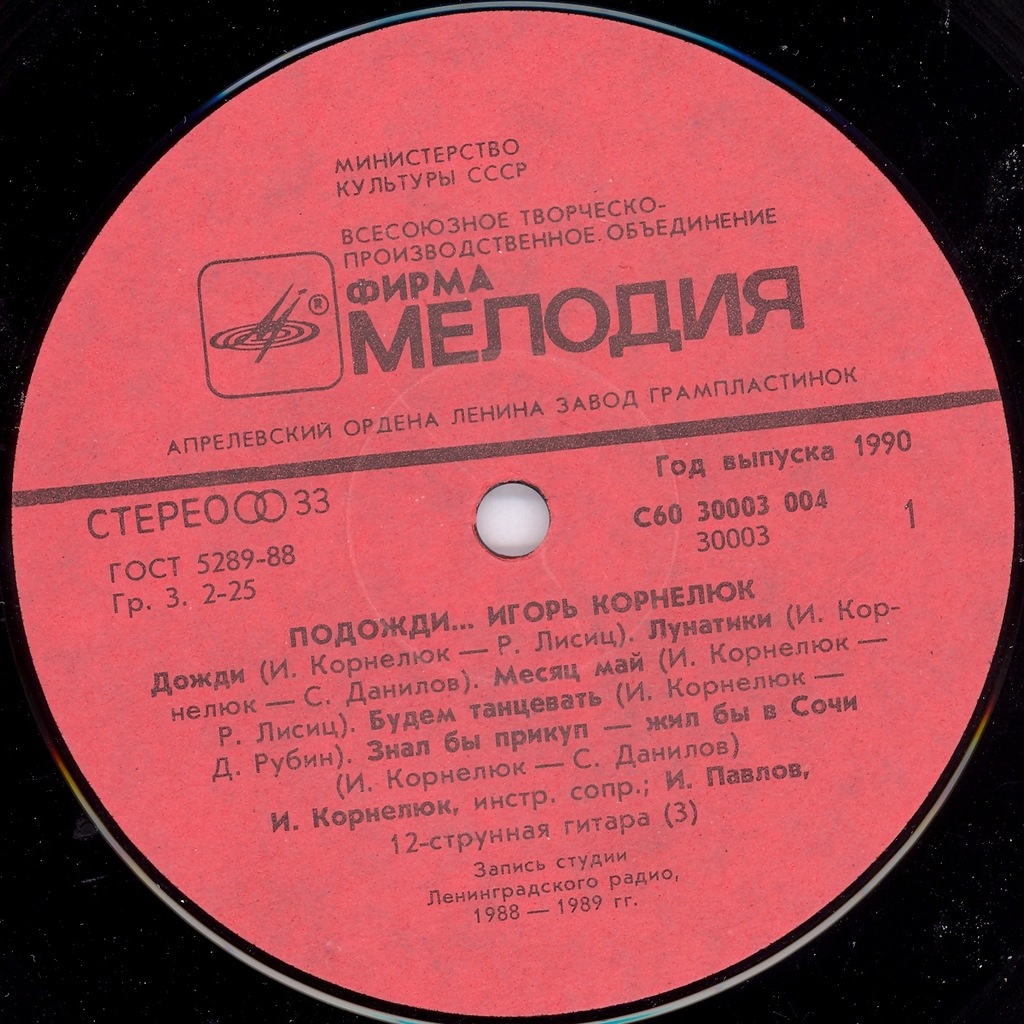 МИНИСТЕРСТВО
КУЛЬТУРЫ СССР
ВСЕСОЮЗНОЕ ТВОРЧЕСКО-
ПРОИЗВОДСТВЕННОЕ ОБЪЕДИНЕНИЕ
ФИРМА
®
МЕЛОДИЯ
АПРЕЛЕВСКИЙ ОРДЕНА ЛЕНИНА ЗАВОД ГРАМПЛАСТИНОК
Год выпуска 1990
СТЕРЕО 33
С60 30003 004
1
30003
ГОСТ 5289-88
Гр. 3. 2-25
ПОДОЖДИ... ИГОРЬ КОРНЕЛЮК
Дожди (И. Корнелюк — Р. Лисиц). Лунатики (И. Кор-
нелюк — С. Данилов). Месяц май (И. Корнелюк —
Р. Лисиц). Будем танцевать (И. Корнелюк —
Д. Рубин). Знал бы прикуп — жил бы в Сочи
(И. Корнелюк — С. Данилов)
И. Корнелюк, инстр. сопр.; И. Павлов,
12-струнная гитара (3)
Запись студии
Ленинградского радио,
1988 — 1989 гг.